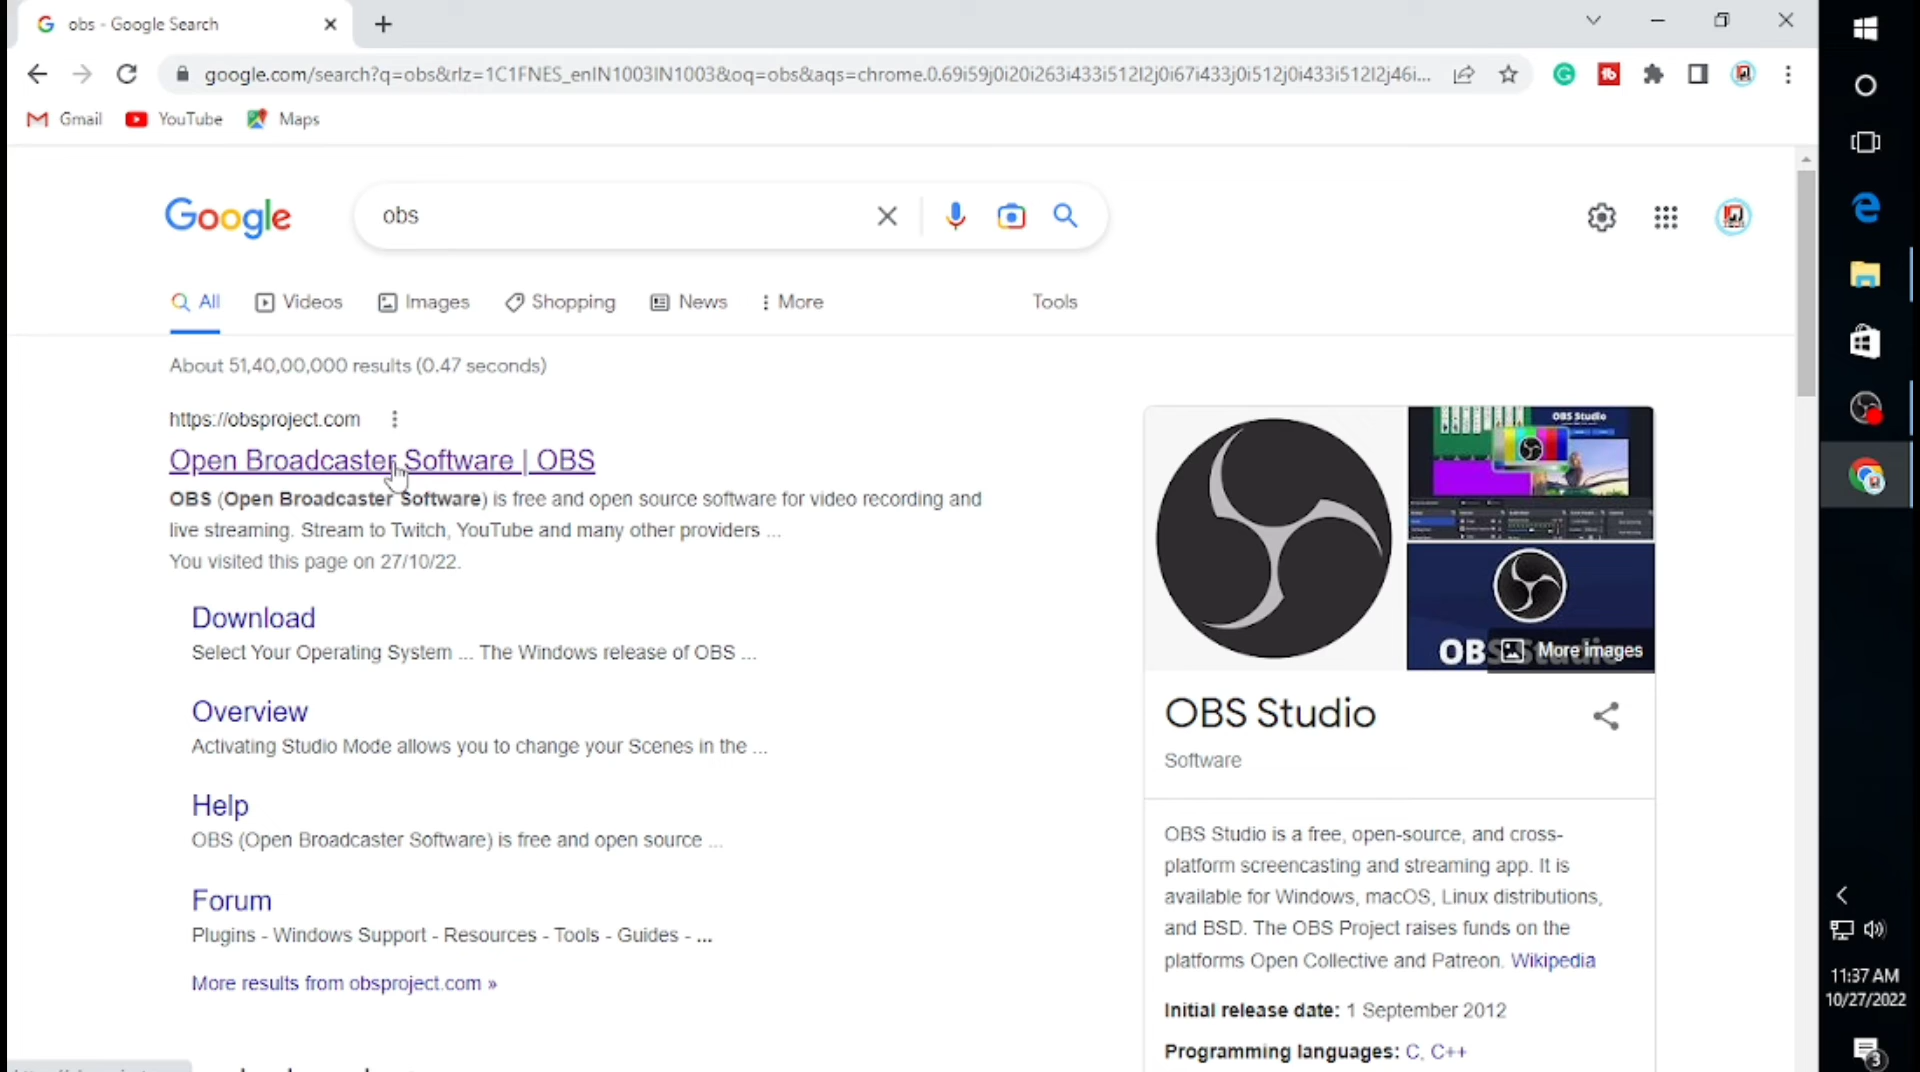 obs - Google Search
google.com/search?q=obs&rlz=1C1FNES_enIN1003IN1003&oq=obs&aqs=chrome.0.69i59j0i20i263i433i512l2j0i67i433j0i512j0i433i512l2j46i...
Gmail YouTube Maps
Google
obs
All Videos Images Shopping News More Tools
About 51,40,00,000 results (0.47 seconds)
https://obsproject.com
Open Broadcaster Software | OBS
OBS (Open Broadcaster Software) is free and open source software for video recording and
live streaming. Stream to Twitch, YouTube and many other providers ...
You visited this page on 27/10/22.
Download
Select Your Operating System ... The Windows release of OBS ...
Overview
Activating Studio Mode allows you to change your Scenes in the ...
Help
OBS (Open Broadcaster Software) is free and open source ...
Forum
Plugins - Windows Support - Resources - Tools - Guides - ...
More results from obsproject.com »
OBS Studio
More images
OBS Studio
Software
OBS Studio is a free, open-source, and cross-
platform screencasting and streaming app. It is
available for Windows, macOS, Linux distributions,
and BSD. The OBS Project raises funds on the
platforms Open Collective and Patreon. Wikipedia
Initial release date: 1 September 2012
Programming languages: C, C++
11:37 AM
10/27/2022
3